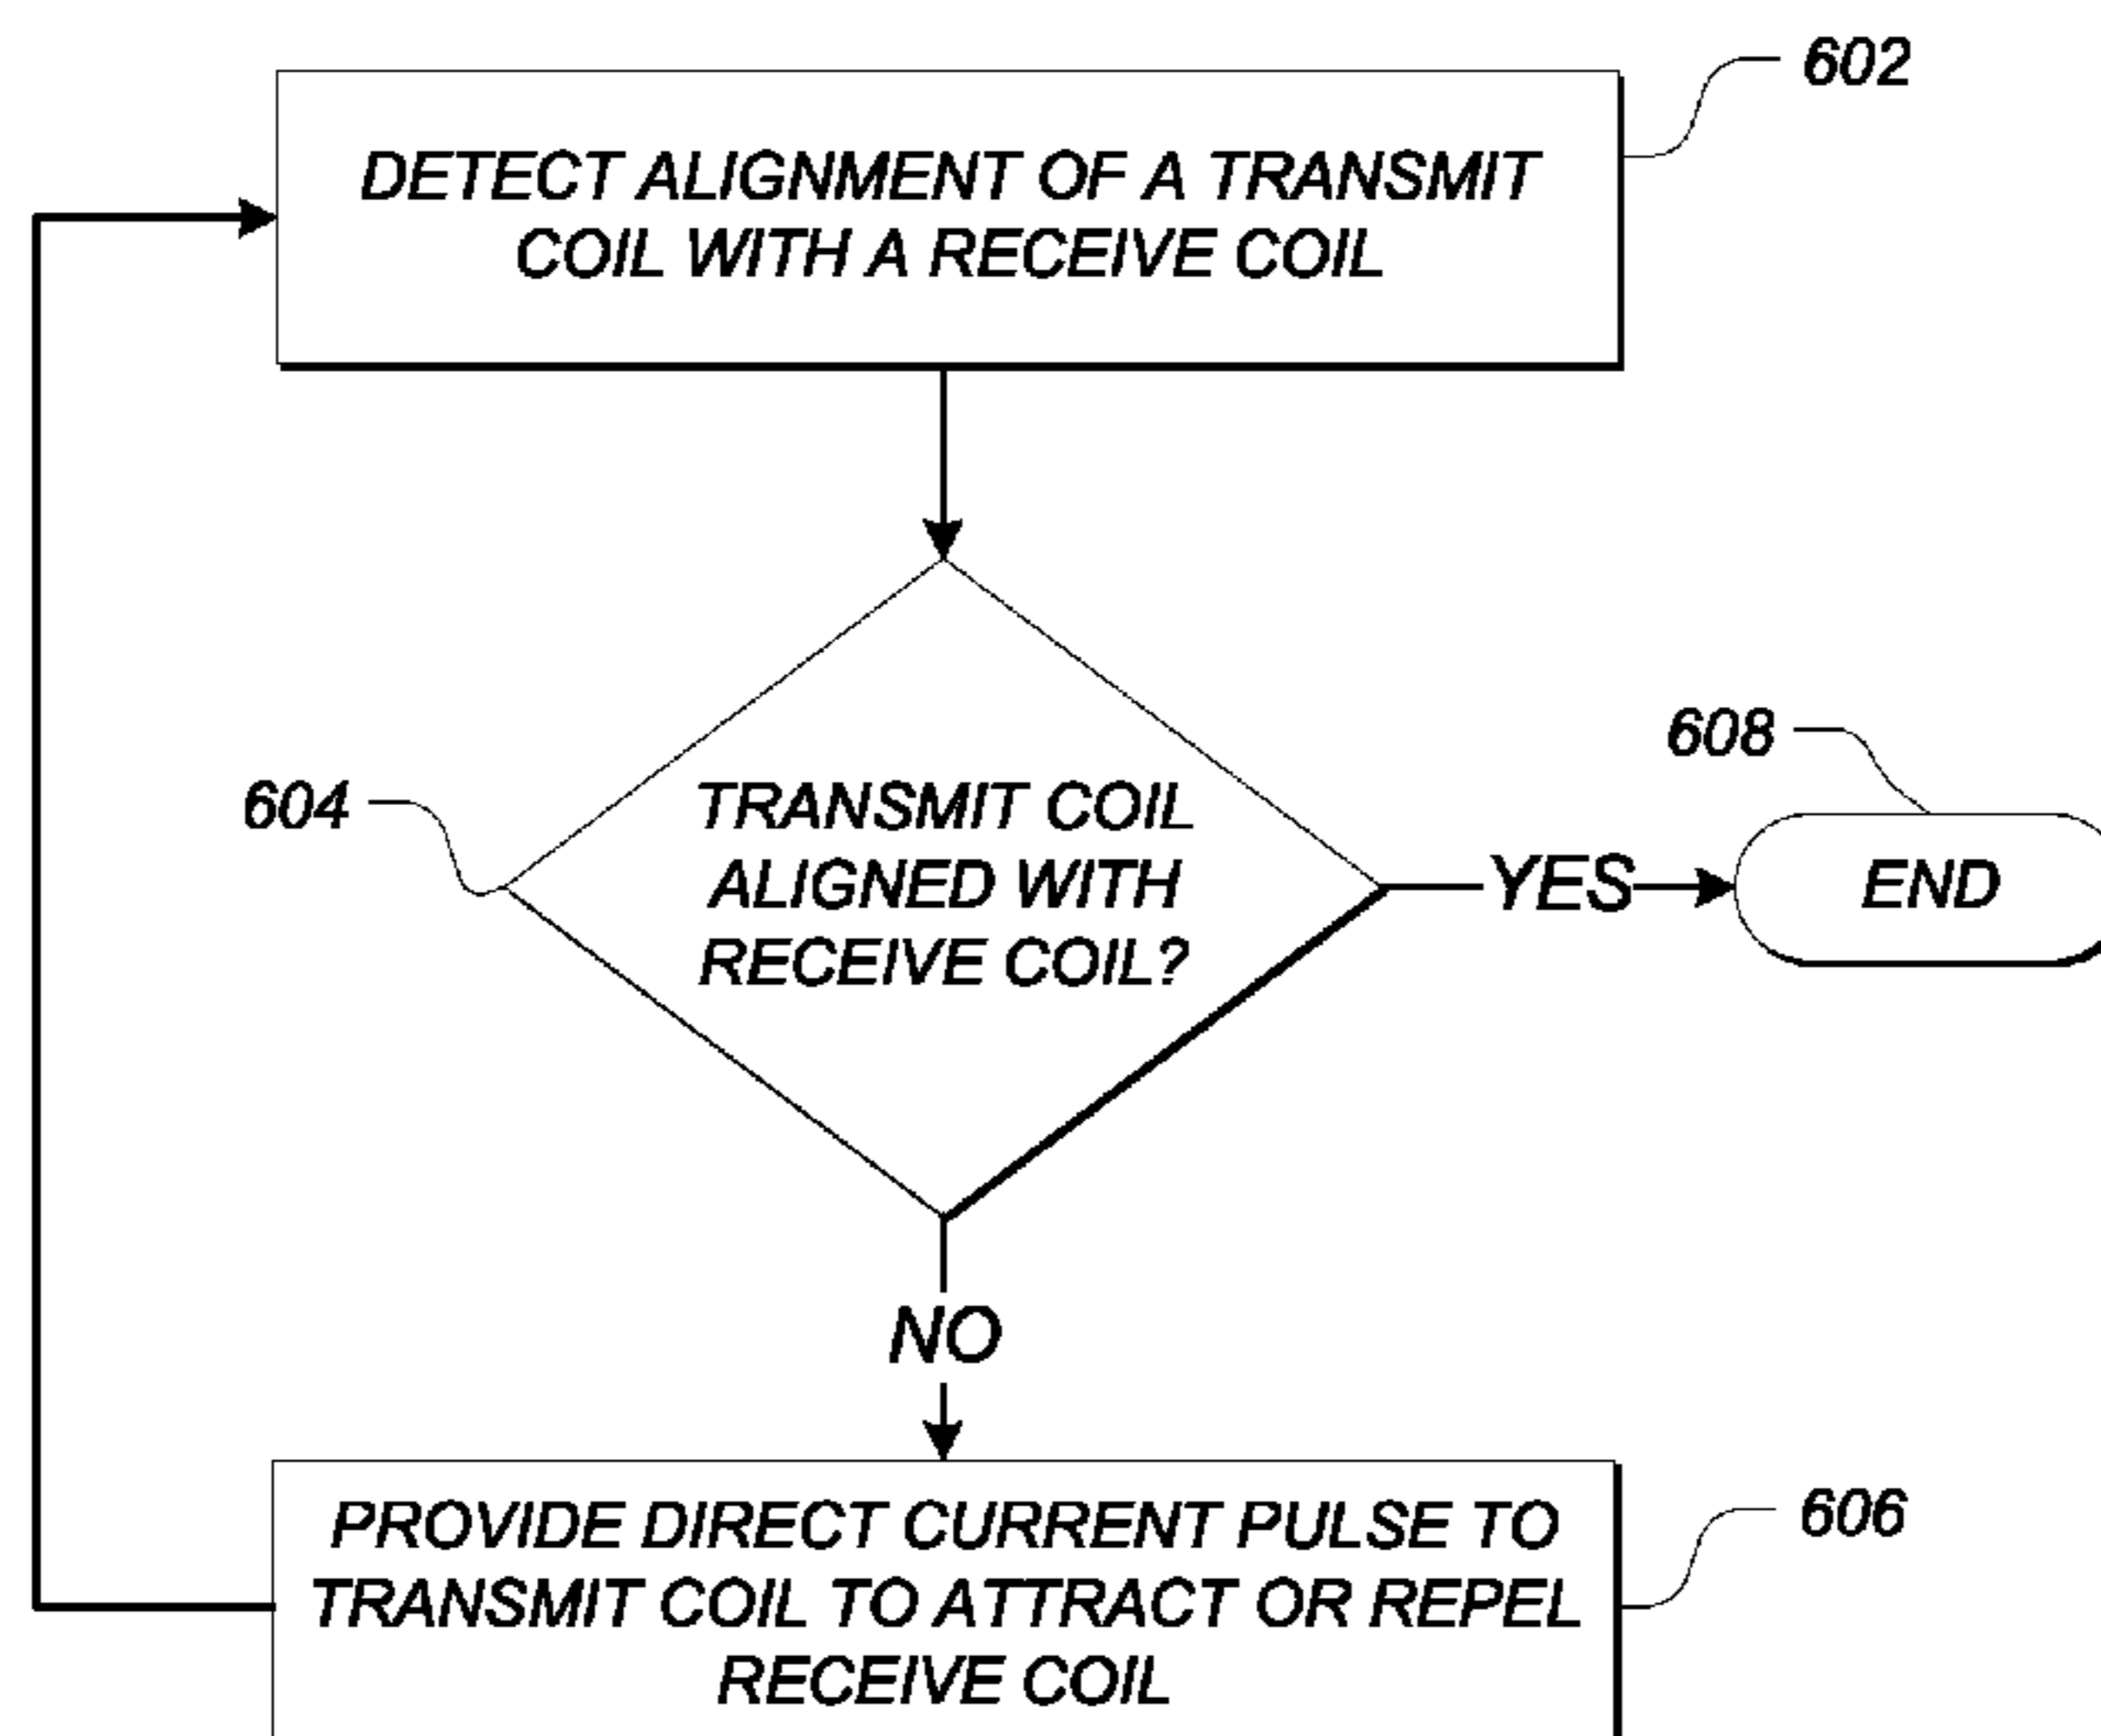 602
DETECT ALIGNMENT OF A TRANSMIT
COIL WITH A RECEIVE COIL
604
TRANSMIT COIL
ALIGNED WITH
RECEIVE COIL?
YES
608
END
NO
606
PROVIDE DIRECT CURRENT PULSE TO
TRANSMIT COIL TO ATTRACT OR REPEL
RECEIVE COIL